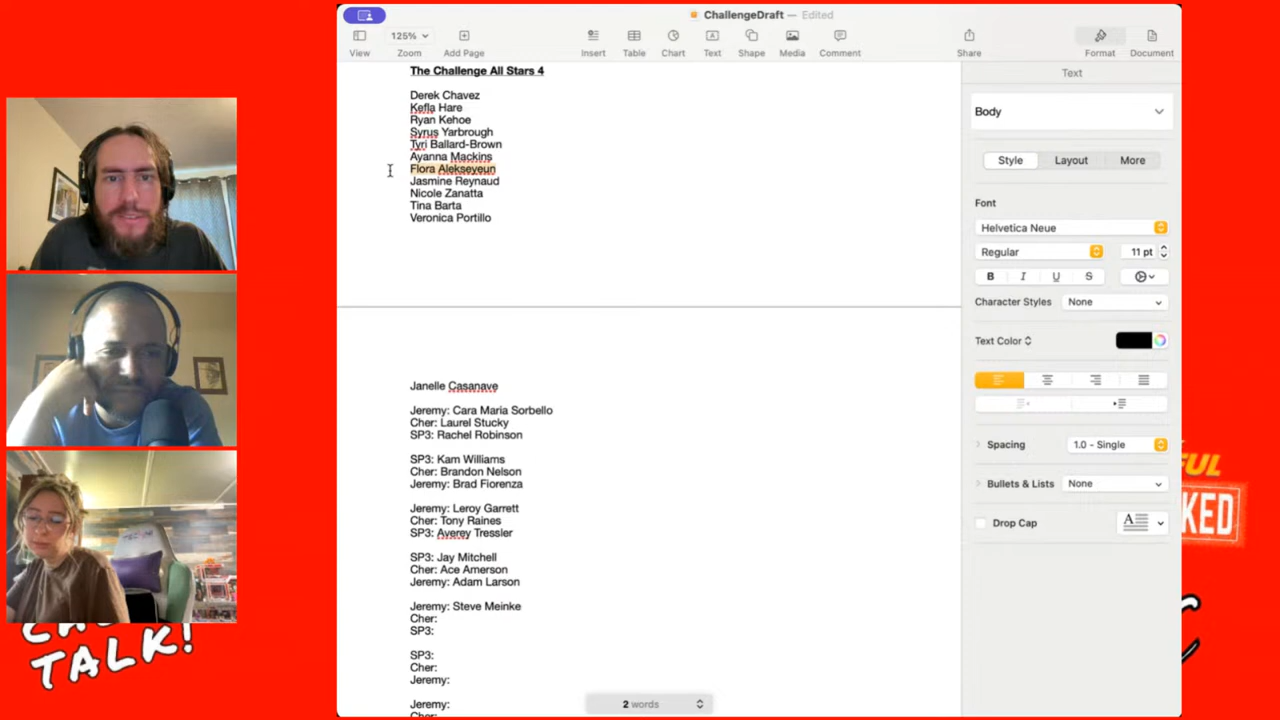 ChallengeDraft — Edited
125%
View
Zoom
Add Page
Insert
Table
Chart
Text
Shape
Media
Comment
Share
Format
Document
The Challenge All Stars 4
Derek Chavez
Kefla Hare
Ryan Kehoe
Syrus Yarbrough
Tyri Ballard-Brown
Ayanna Mackins
Flora Alekseyeun
Jasmine Reynaud
Nicole Zanatta
Tina Barta
Veronica Portillo
Janelle Casanave
Jeremy: Cara Maria Sorbello
Cher: Laurel Stucky
SP3: Rachel Robinson
SP3: Kam Williams
Cher: Brandon Nelson
Jeremy: Brad Fiorenza
Jeremy: Leroy Garrett
Cher: Tony Raines
SP3: Averey Tressler
SP3: Jay Mitchell
Cher: Ace Amerson
Jeremy: Adam Larson
Jeremy: Steve Meinke
Cher:
SP3:
SP3:
Cher:
Jeremy:
Jeremy:
Cher:
2 words
Text
Body
Style
Layout
More
Font
Helvetica Neue
Regular
11 pt
B I U S
Character Styles
None
Text Color
Spacing
1.0 - Single
Bullets & Lists
None
Drop Cap
A
TALK!